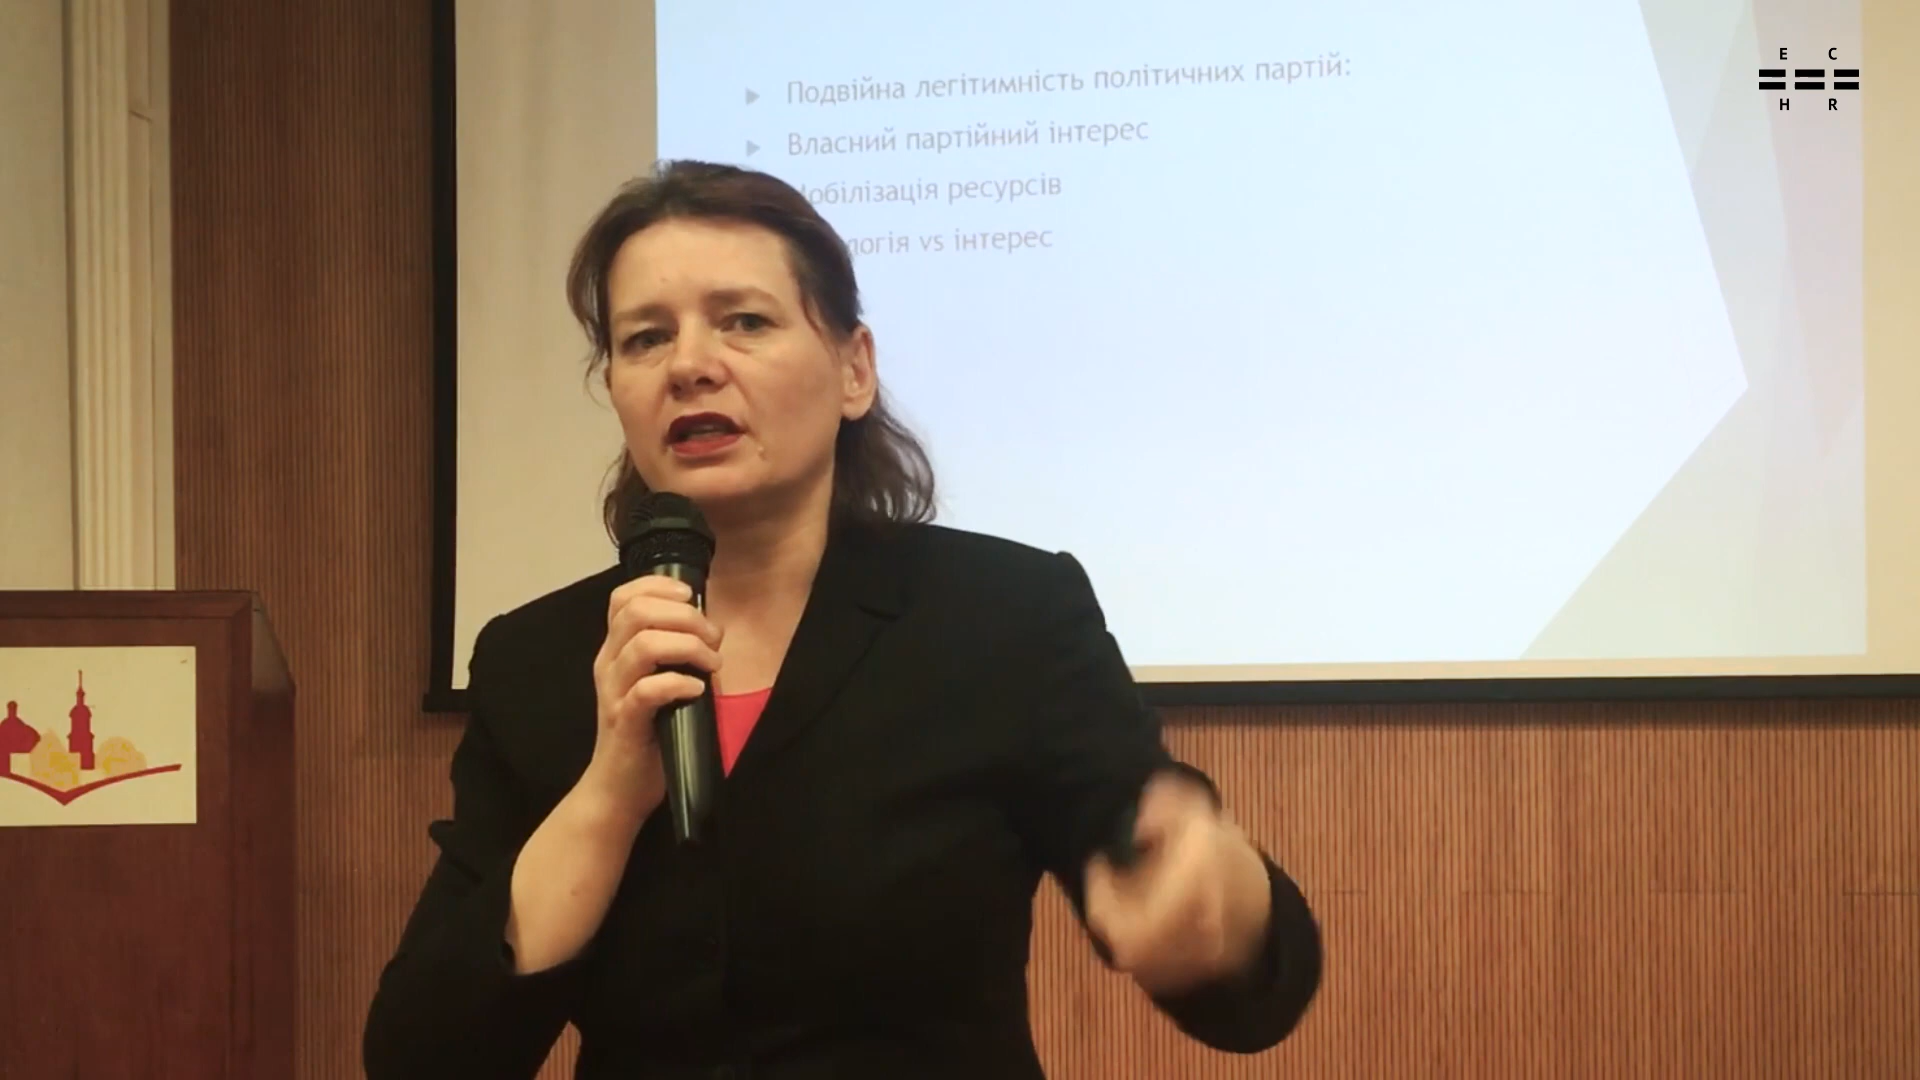 Подвійна легітимність політичних партій:
Власний партійний інтерес
ресурсів
vs інтерес
E C
H R